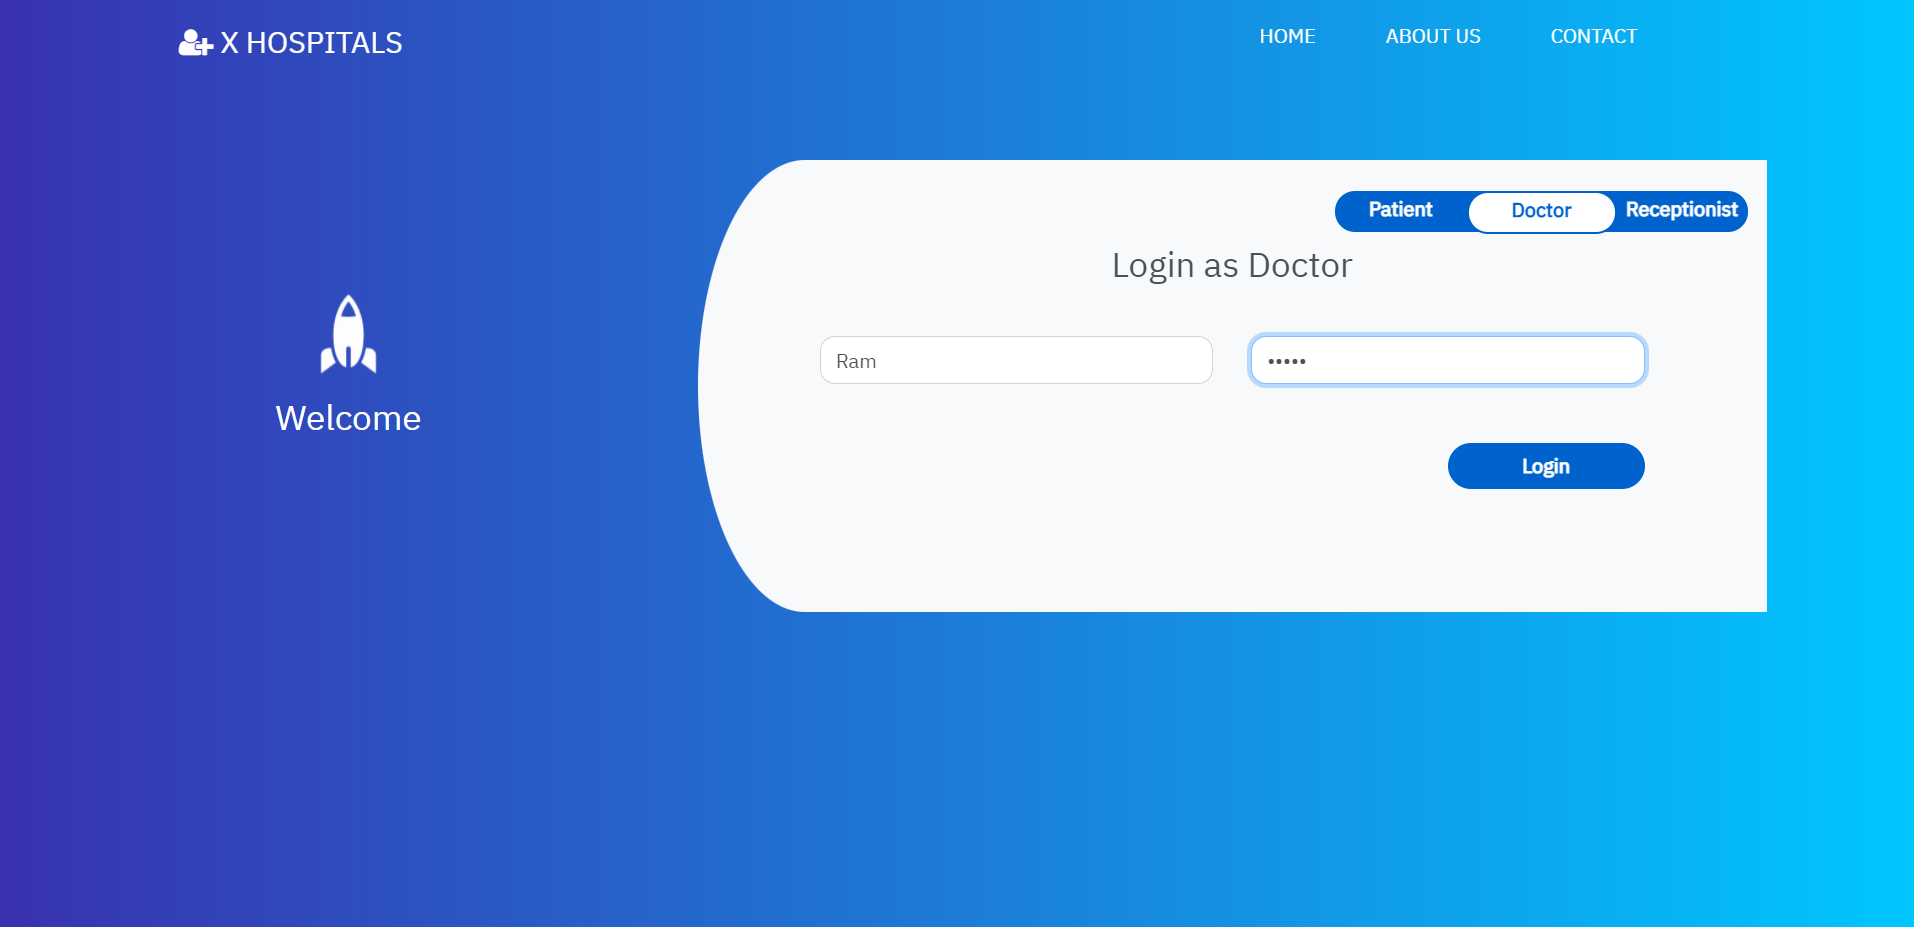 X HOSPITALS
HOME ABOUT US CONTACT
Patient Doctor Receptionist
Login as Doctor
Ram •••••
Login
Welcome